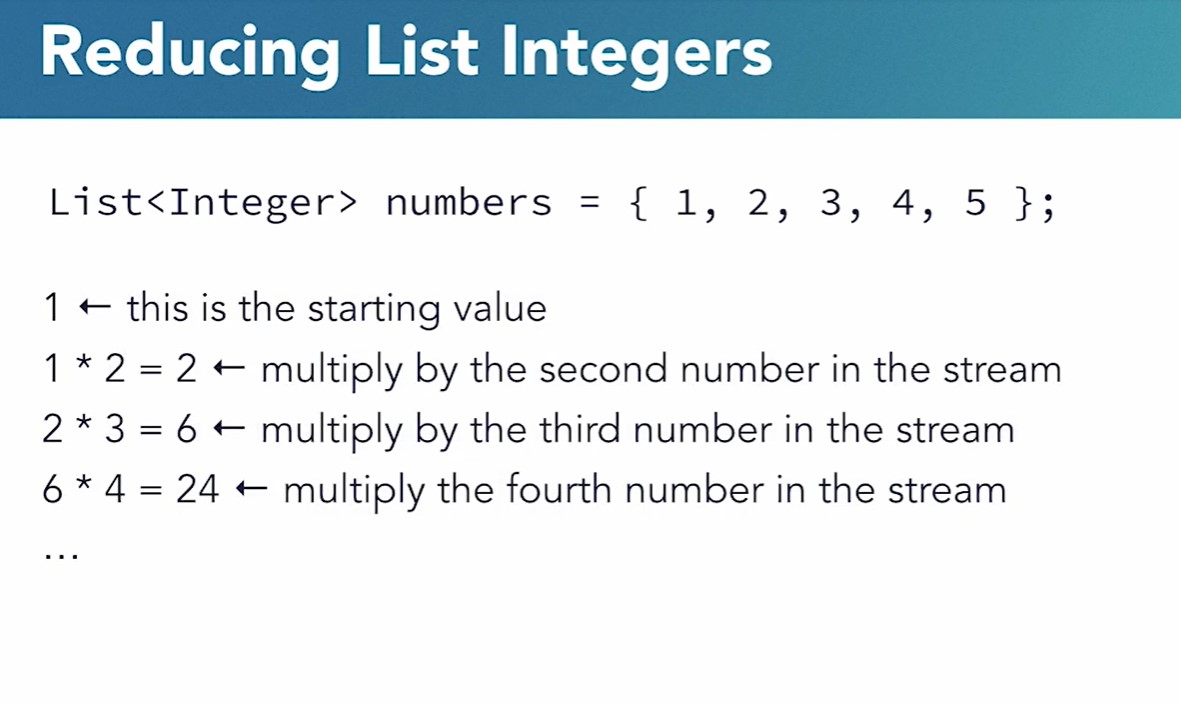 Reducing List Integers
List<Integer> numbers = { 1, 2, 3, 4, 5 };
1 ← this is the starting value
1 * 2 = 2 ← multiply by the second number in the stream
2 * 3 = 6 ← multiply by the third number in the stream
6 * 4 = 24 ← multiply the fourth number in the stream
...